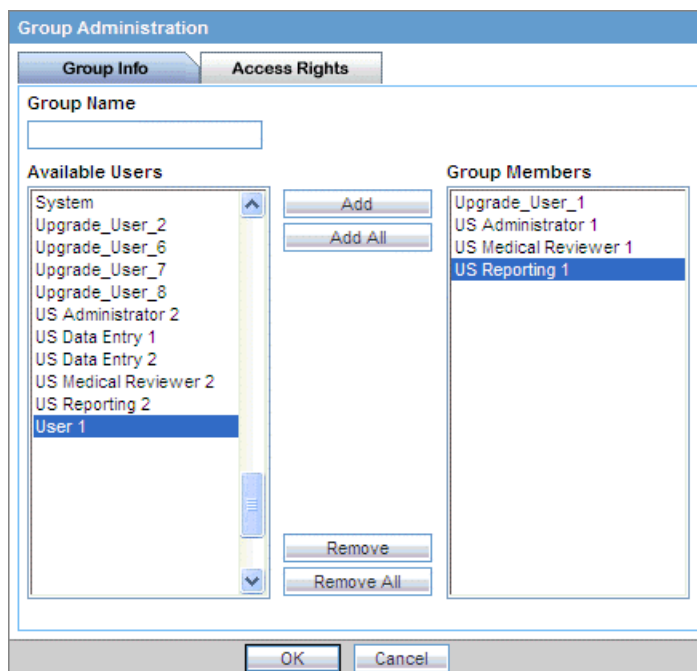 Group Administration
Group Info
Access Rights
Group Name
Available Users
System
Upgrade_User_2
Upgrade_User_6
Upgrade_User_7
Upgrade_User_8
US Administrator 2
US Data Entry 1
US Data Entry 2
US Medical Reviewer 2
US Reporting 2
User 1
Add
Add All
Remove
Remove All
Group Members
Upgrade_User_1
US Administrator 1
US Medical Reviewer 1
US Reporting 1
OK
Cancel